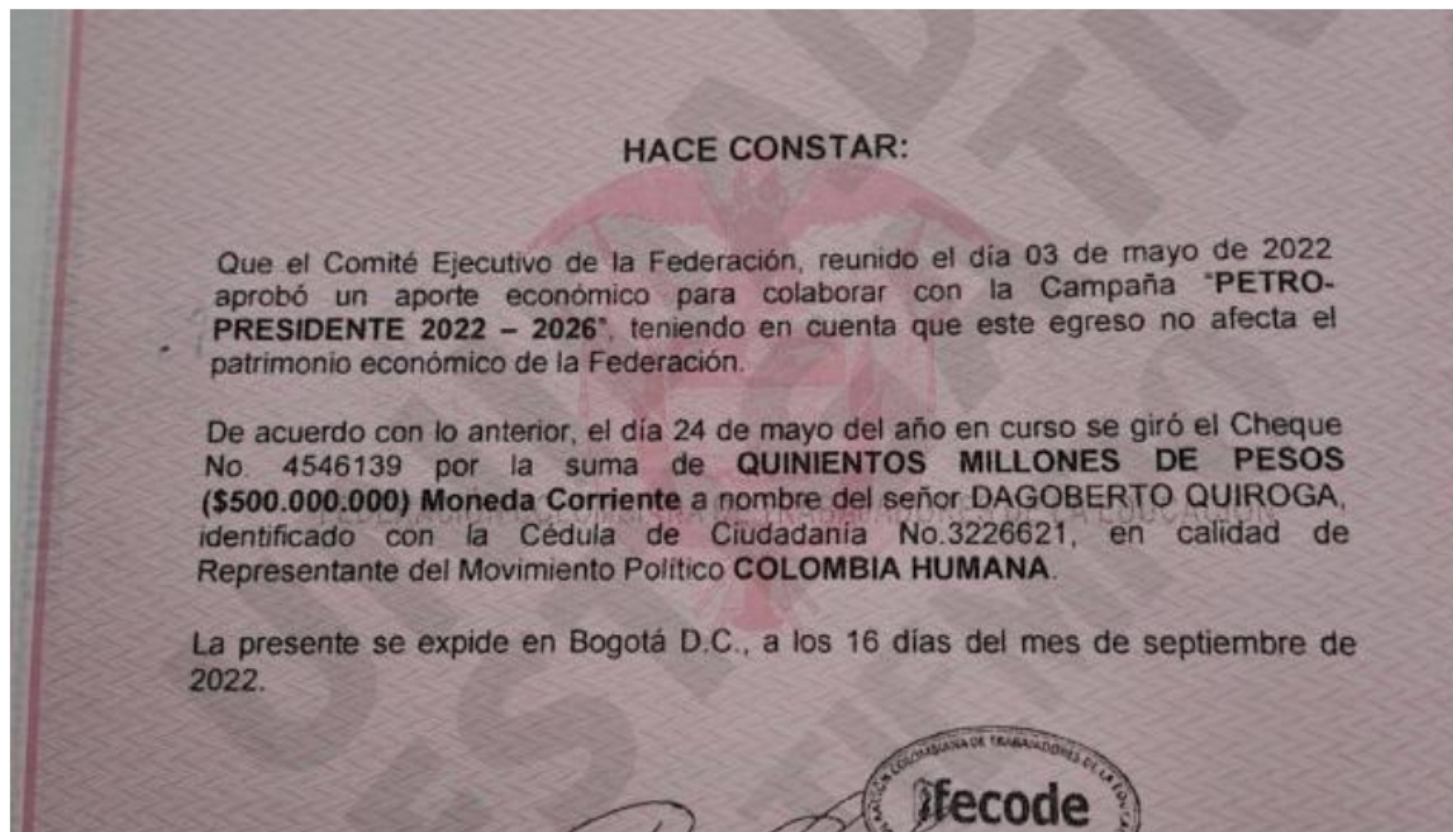 HACE CONSTAR:
Que el Comité Ejecutivo de la Federación, reunido el día 03 de mayo de 2022
aprobó un aporte económico para colaborar con la Campaña "PETRO-
PRESIDENTE 2022 – 2026", teniendo en cuenta que este egreso no afecta el
patrimonio económico de la Federación.
De acuerdo con lo anterior, el día 24 de mayo del año en curso se giró el Cheque
No. 4546139 por la suma de QUINIENTOS MILLONES DE PESOS
($500.000.000) Moneda Corriente a nombre del señor DAGOBERTO QUIROGA,
identificado con la Cédula de Ciudadanía No.3226621, en calidad de
Representante del Movimiento Político COLOMBIA HUMANA.
La presente se expide en Bogotá D.C., a los 16 días del mes de septiembre de
2022.
COLOMBIANA DE TRABAJADORES DE LA
fecode